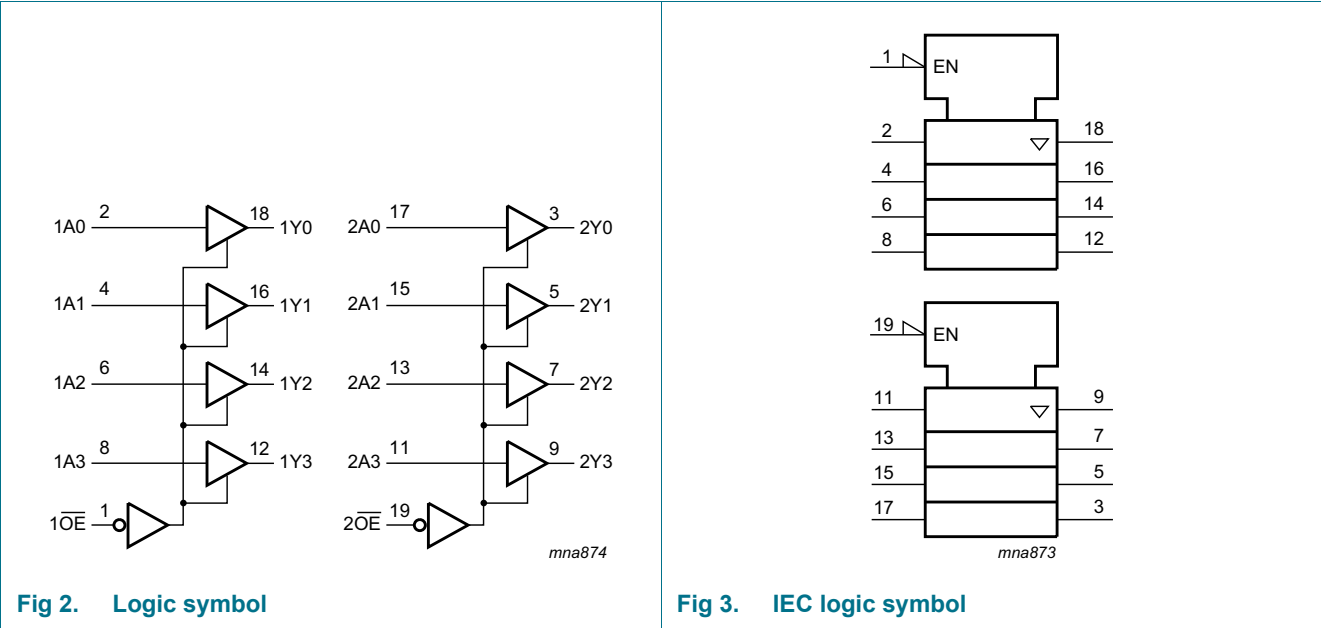 2
1A0
18
1Y0
17
2A0
3
2Y0
4
1A1
16
1Y1
15
2A1
5
2Y1
6
1A2
14
1Y2
13
2A2
7
2Y2
8
1A3
12
1Y3
11
2A3
9
2Y3
1
1O̅E̅
19
2O̅E̅
mna874
Fig 2. Logic symbol
1
EN
2
18
4
16
6
14
8
12
19
EN
11
9
13
7
15
5
17
3
mna873
Fig 3. IEC logic symbol